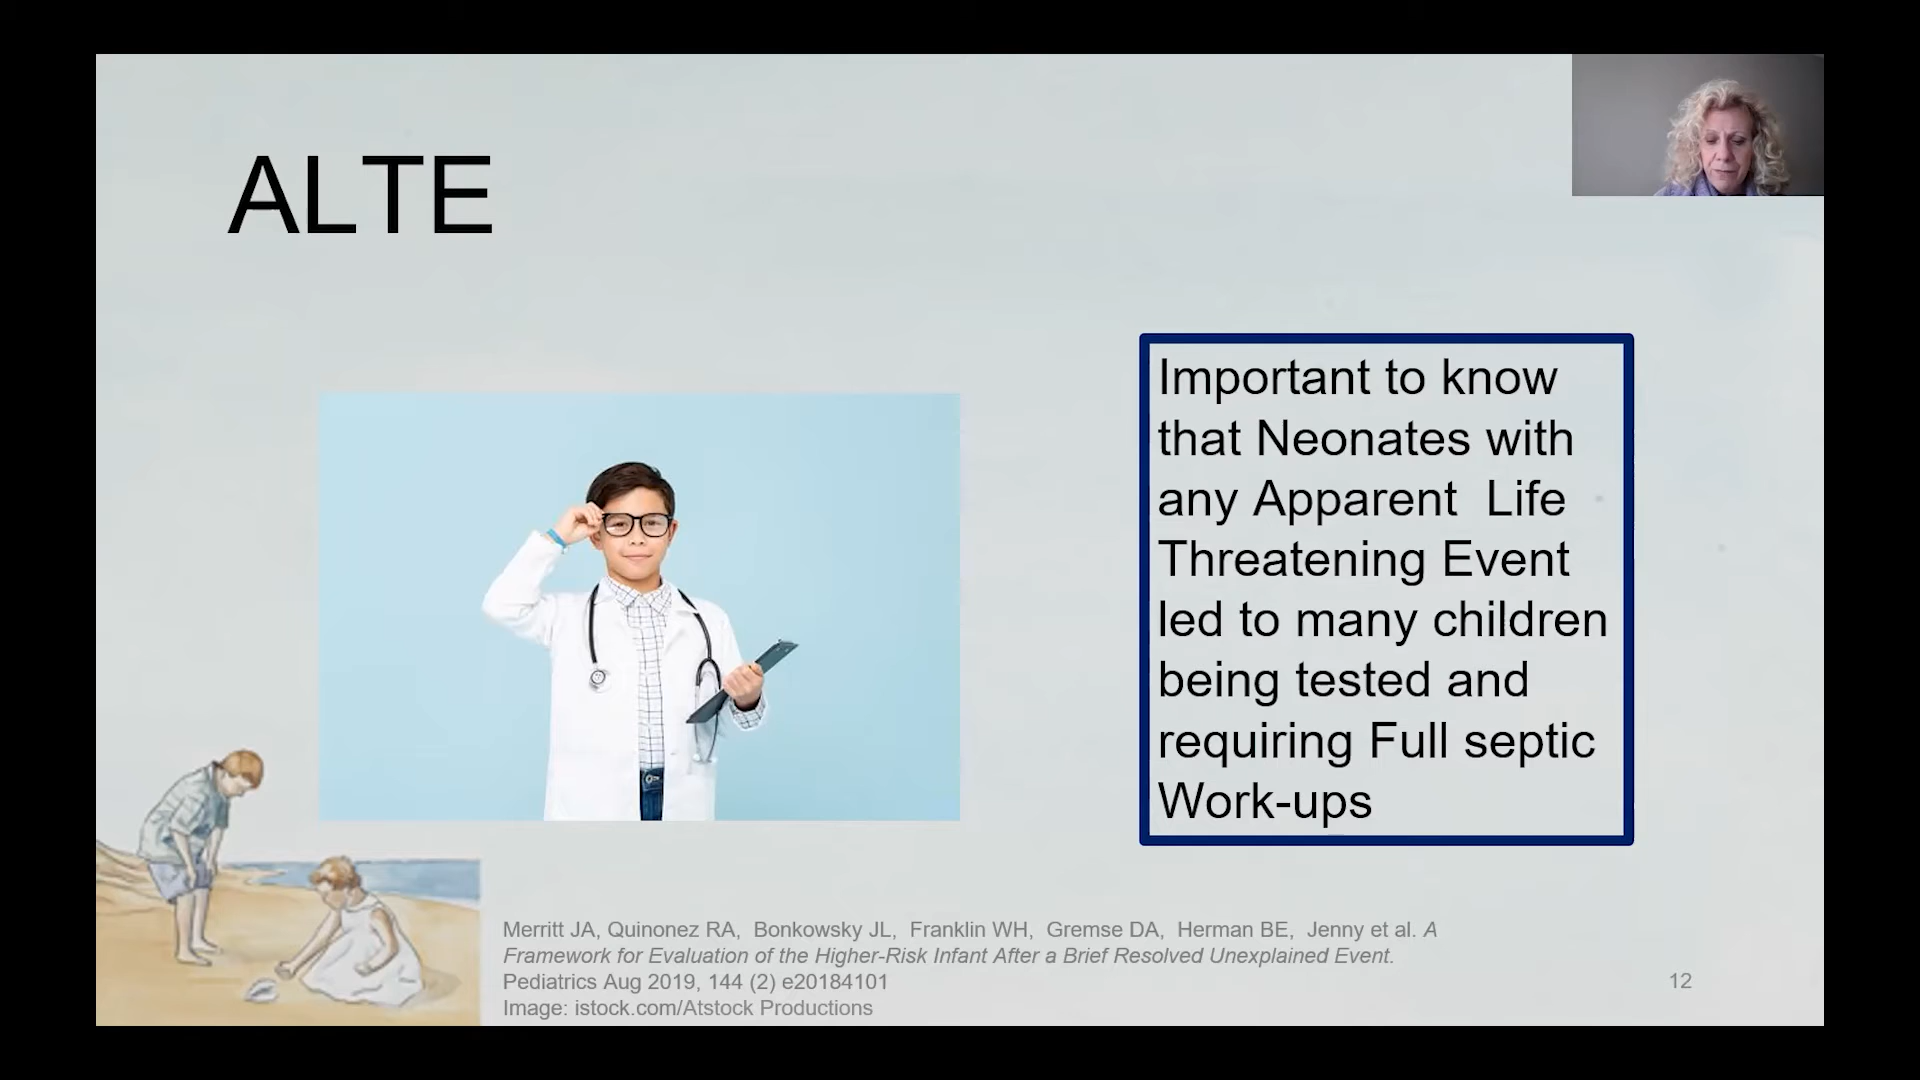 ALTE
Important to know
that Neonates with
any Apparent Life
Threatening Event
led to many children
being tested and
requiring Full septic
Work-ups
Merritt JA, Quinonez RA, Bonkowsky JL, Franklin WH, Gremse DA, Herman BE, Jenny et al. A
Framework for Evaluation of the Higher-Risk Infant After a Brief Resolved Unexplained Event.
Pediatrics Aug 2019, 144 (2) e20184101
Image: istock.com/Atstock Productions
12